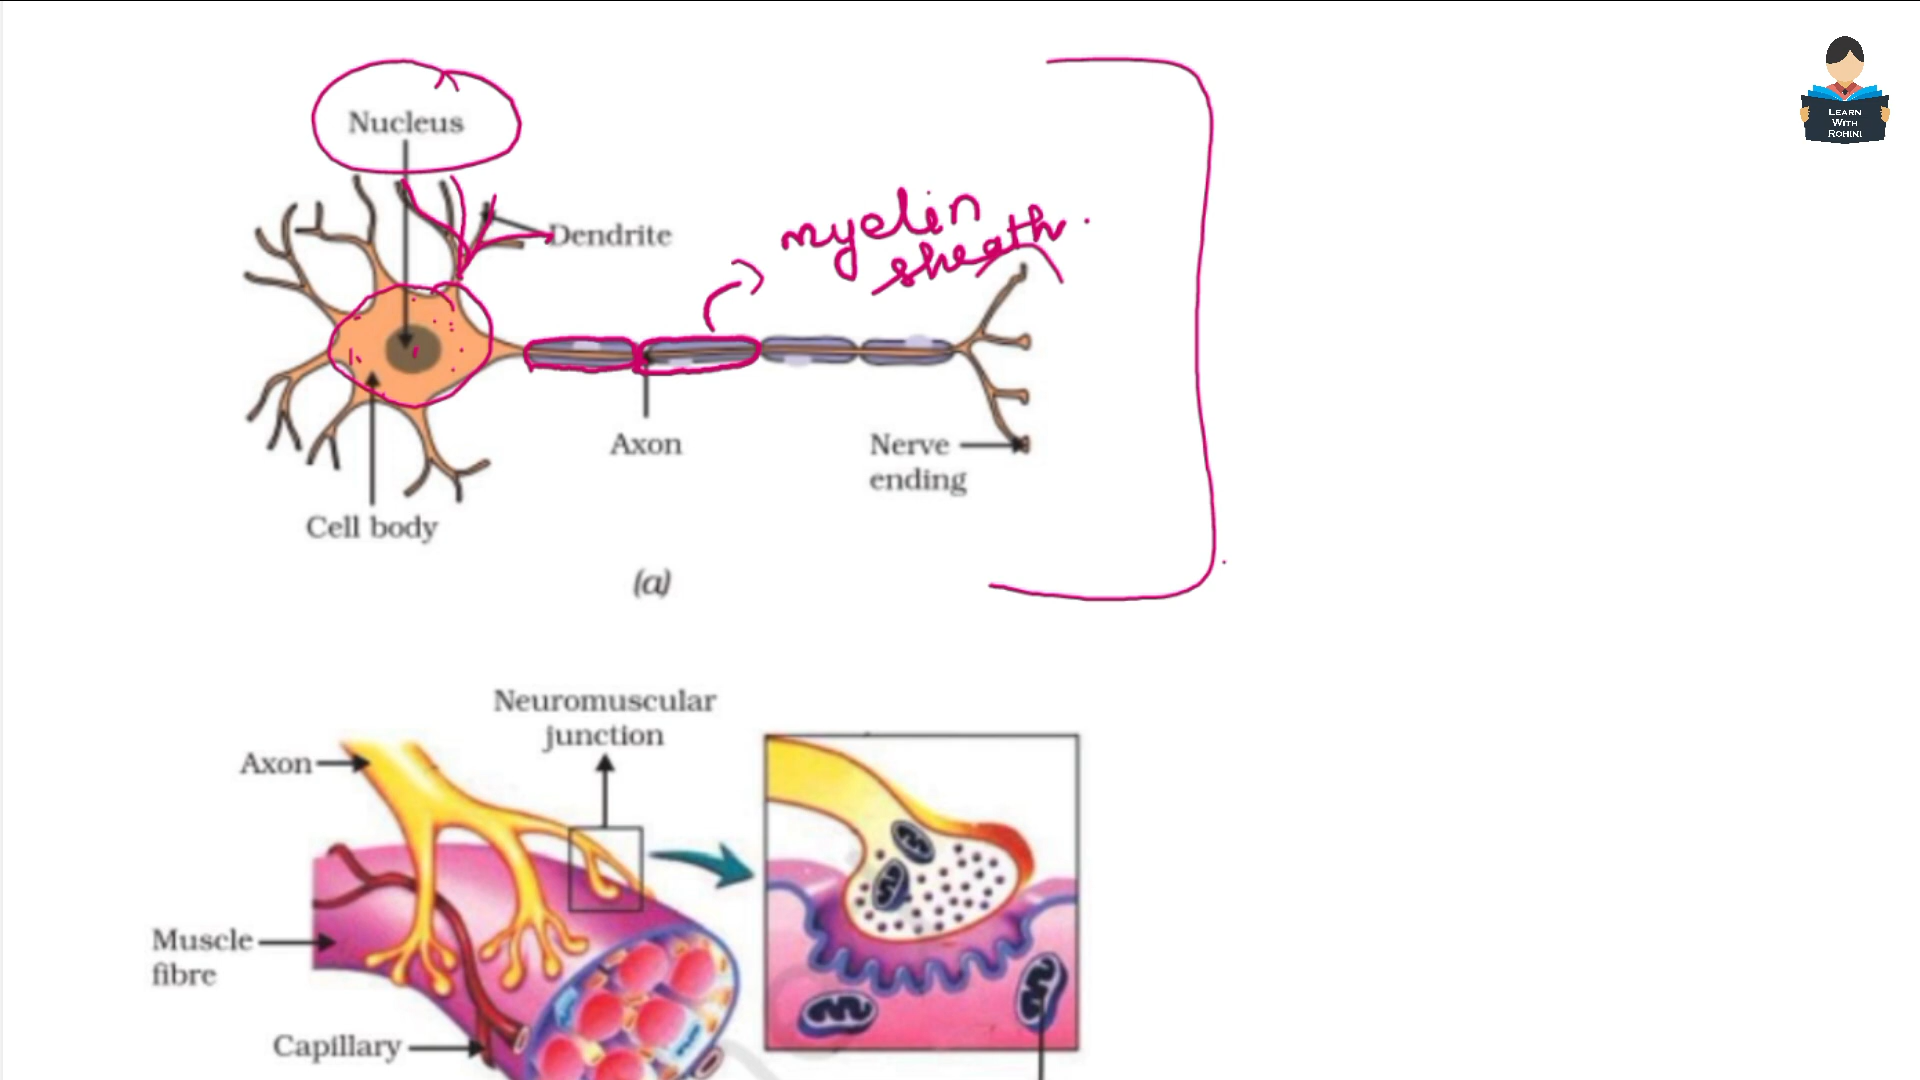 LEARN
WITH
ROHINI
Nucleus
Dendrite
myelin
sheath.
Axon
Nerve
ending
Cell body
(a)
Neuromuscular
junction
Axon
Muscle
fibre
Capillary